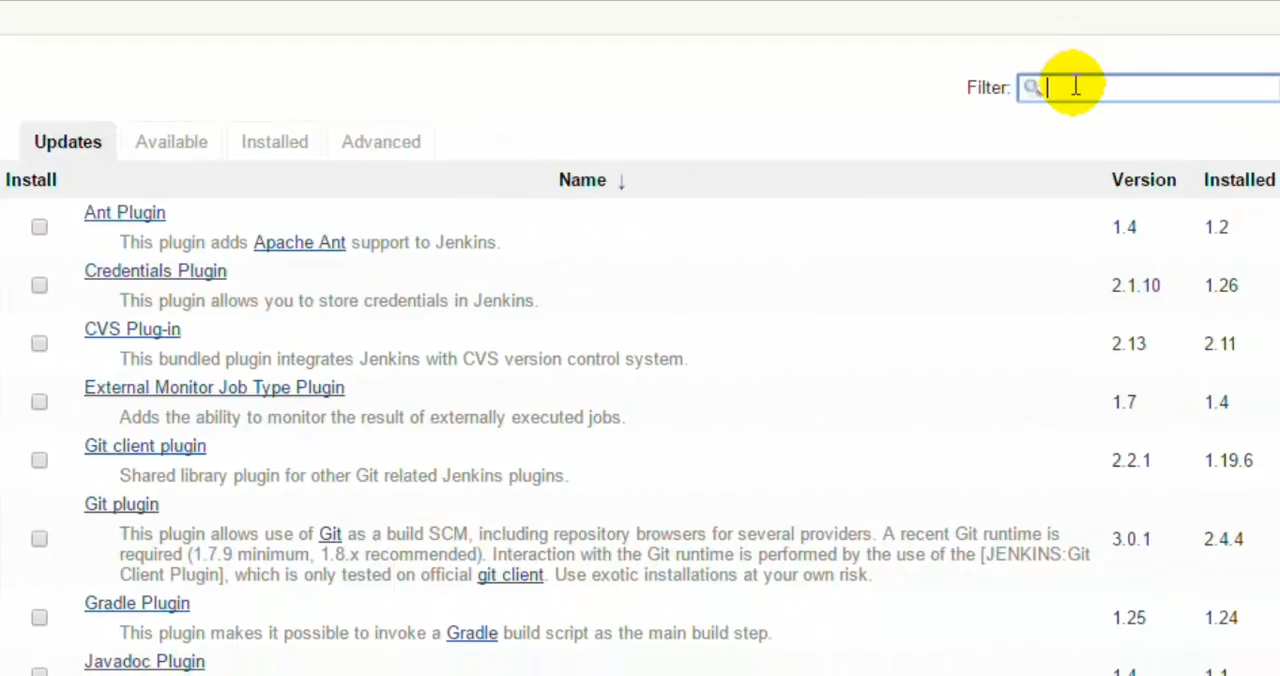 Filter:
Updates Available Installed Advanced
Install Name ↓ Version Installed
Ant Plugin
This plugin adds Apache Ant support to Jenkins.
1.4 1.2
Credentials Plugin
This plugin allows you to store credentials in Jenkins.
2.1.10 1.26
CVS Plug-in
This bundled plugin integrates Jenkins with CVS version control system.
2.13 2.11
External Monitor Job Type Plugin
Adds the ability to monitor the result of externally executed jobs.
1.7 1.4
Git client plugin
Shared library plugin for other Git related Jenkins plugins.
2.2.1 1.19.6
Git plugin
This plugin allows use of Git as a build SCM, including repository browsers for several providers. A recent Git runtime is
required (1.7.9 minimum, 1.8.x recommended). Interaction with the Git runtime is performed by the use of the [JENKINS:Git
Client Plugin], which is only tested on official git client. Use exotic installations at your own risk.
3.0.1 2.4.4
Gradle Plugin
This plugin makes it possible to invoke a Gradle build script as the main build step.
1.25 1.24
Javadoc Plugin